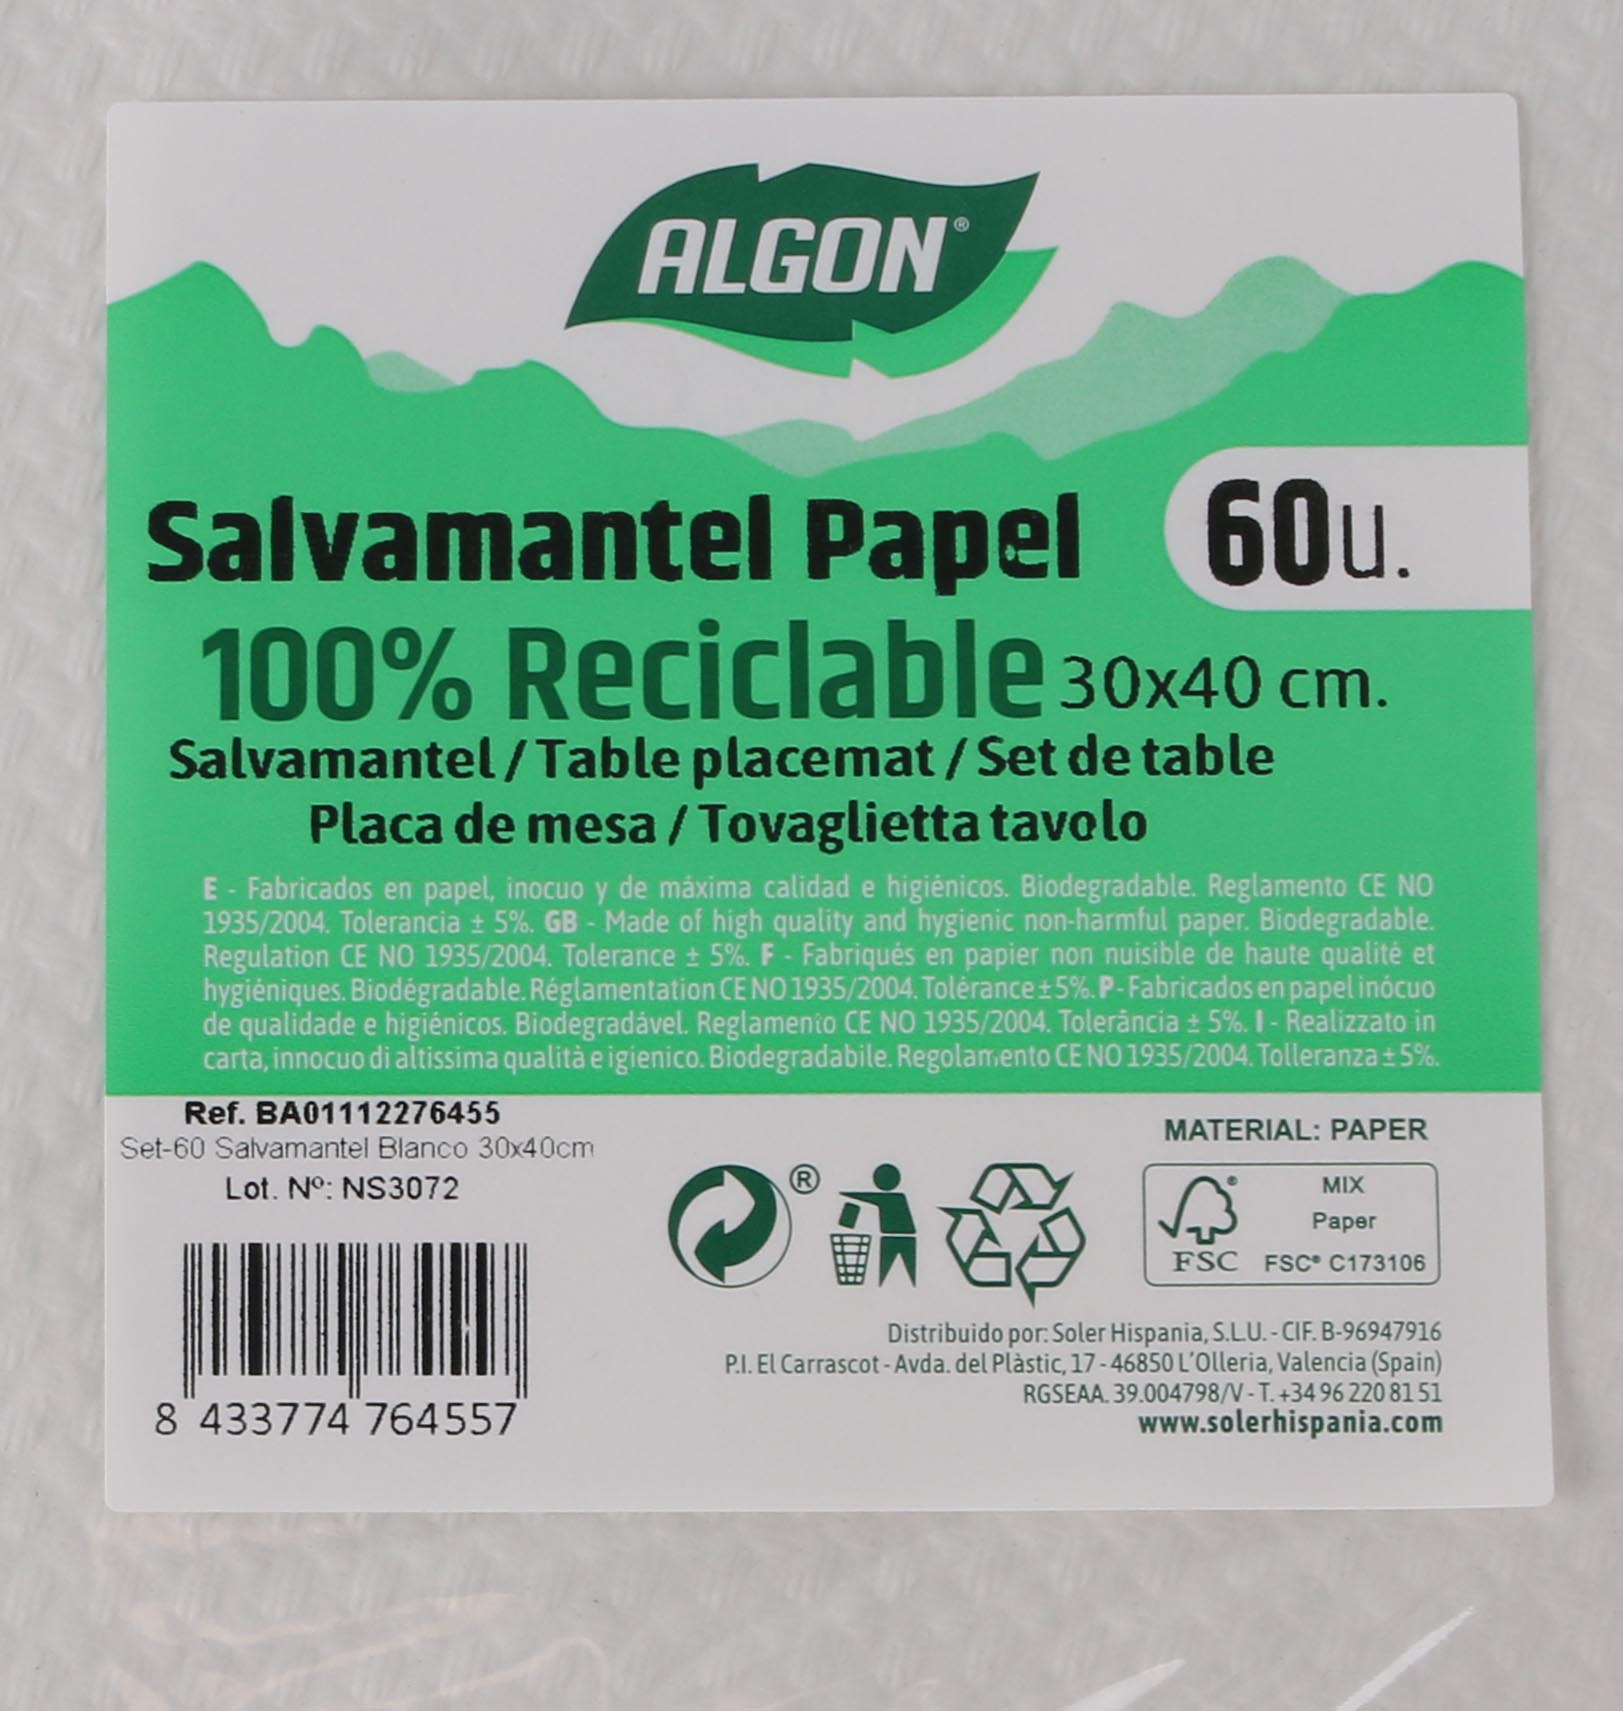 ALGON®
Salvamantel Papel
60u.
100% Reciclable 30x40 cm.
Salvamantel / Table placemat / Set de table
Placa de mesa / Tovaglietta tavolo
E - Fabricados en papel, inocuo y de máxima calidad e higiénicos. Biodegradable. Reglamento CE NO
1935/2004. Tolerancia ± 5%. GB - Made of high quality and hygienic non-harmful paper. Biodegradable.
Regulation CE NO 1935/2004. Tolerance ± 5%. F - Fabriqués en papier non nuisible de haute qualité et
hygiéniques. Biodégradable. Réglamentation CE NO 1935/2004. Tolérance ± 5%. P - Fabricados en papel inócuo
de qualidade e higiénicos. Biodegradável. Reglamento CE NO 1935/2004. Tolerância ± 5%. I - Realizzato in
carta, innocuo di altissima qualità e igienico. Biodegradabile. Regolamento CE NO 1935/2004. Tolleranza ± 5%.
Ref. BA01112276455
Set-60 Salvamantel Blanco 30x40cm
Lot. Nº: NS3072
8 433774 764557
®
MATERIAL: PAPER
FSC®
MIX
Paper
FSC® C173106
Distribuido por: Soler Hispania, S.L.U. - CIF. B-96947916
P.I. El Carrascot - Avda. del Plàstic, 17 - 46850 L'Olleria, Valencia (Spain)
RGSEAA. 39.004798/V - T. +34 96 220 81 51
www.solerhispania.com